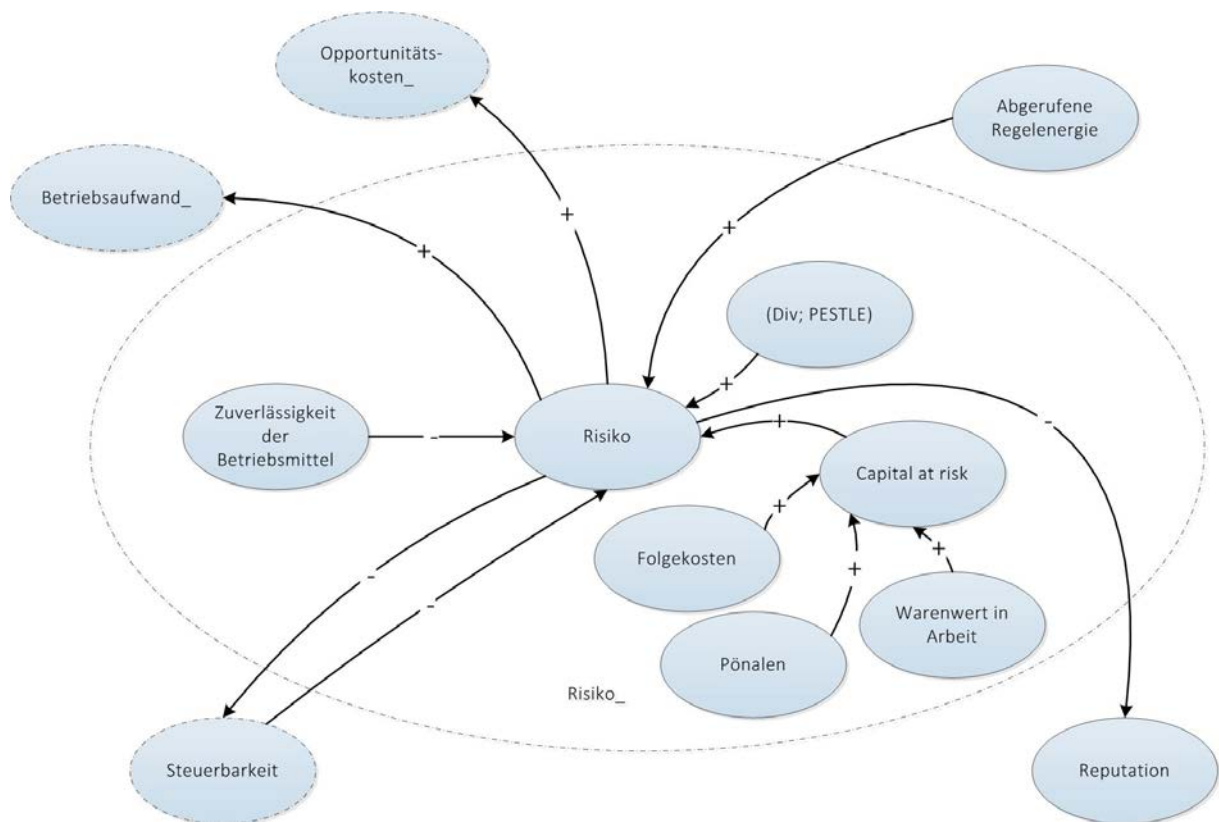 Opportunitäts-
kosten_
Abgerufene
Regelenergie
Betriebsaufwand_
+
+
+
(Div; PESTLE)
+
Zuverlässigkeit
der
Betriebsmittel
-
Risiko
+
-
Capital at risk
+
Folgekosten
+
+
Warenwert in
Arbeit
-
-
Pönalen
Risiko_
Steuerbarkeit
Reputation